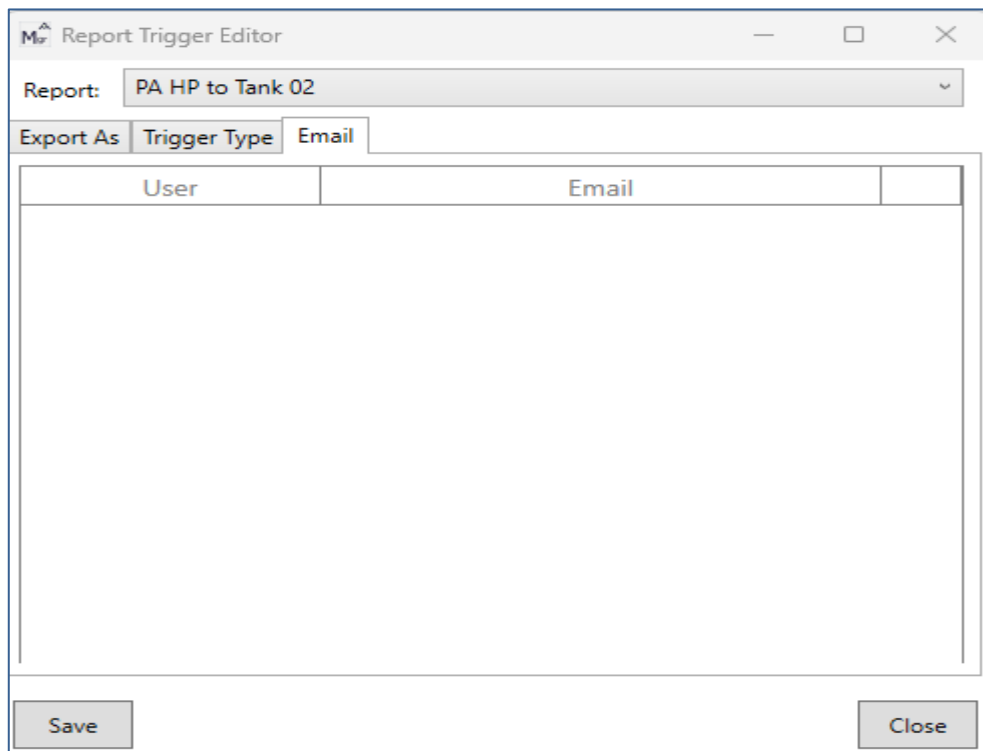 Report Trigger Editor
Report: PA HP to Tank 02
Export As Trigger Type Email
User Email
Save Close